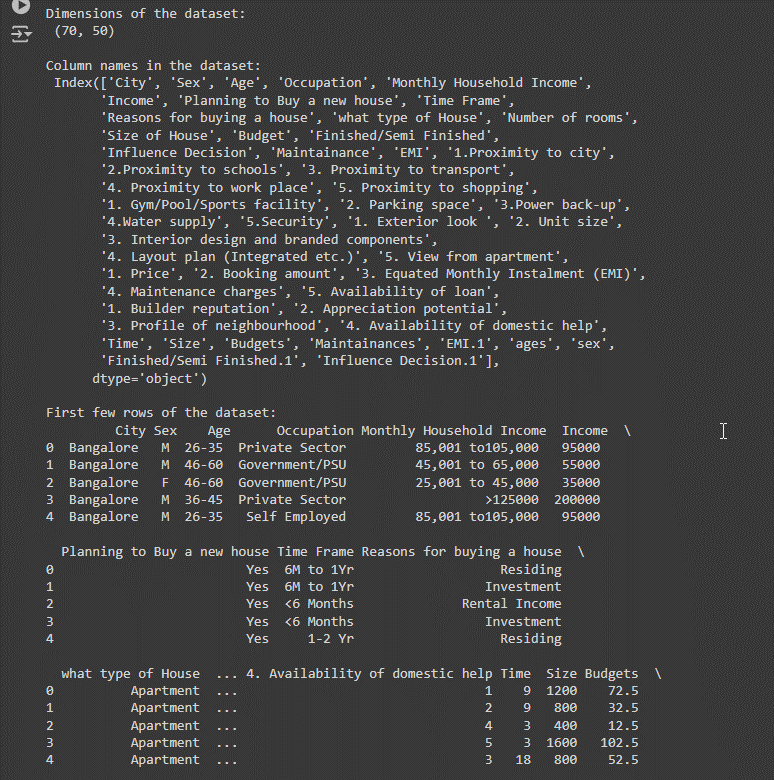 Dimensions of the dataset:
(70, 50)
Column names in the dataset:
Index(['City', 'Sex', 'Age', 'Occupation', 'Monthly Household Income',
'Income', 'Planning to Buy a new house', 'Time Frame',
'Reasons for buying a house', 'what type of House', 'Number of rooms',
'Size of House', 'Budget', 'Finished/Semi Finished',
'Influence Decision', 'Maintainance', 'EMI', '1.Proximity to city',
'2.Proximity to schools', '3. Proximity to transport',
'4. Proximity to work place', '5. Proximity to shopping',
'1. Gym/Pool/Sports facility', '2. Parking space', '3.Power back-up',
'4.Water supply', '5.Security', '1. Exterior look ', '2. Unit size',
'3. Interior design and branded components',
'4. Layout plan (Integrated etc.)', '5. View from apartment',
'1. Price', '2. Booking amount', '3. Equated Monthly Instalment (EMI)',
'4. Maintenance charges', '5. Availability of loan',
'1. Builder reputation', '2. Appreciation potential',
'3. Profile of neighbourhood', '4. Availability of domestic help',
'Time', 'Size', 'Budgets', 'Maintainances', 'EMI.1', 'ages', 'sex',
'Finished/Semi Finished.1', 'Influence Decision.1'],
dtype='object')
First few rows of the dataset:
City Sex Age Occupation Monthly Household Income Income \
0 Bangalore M 26-35 Private Sector 85,001 to105,000 95000
1 Bangalore M 46-60 Government/PSU 45,001 to 65,000 55000
2 Bangalore F 46-60 Government/PSU 25,001 to 45,000 35000
3 Bangalore M 36-45 Private Sector >125000 200000
4 Bangalore M 26-35 Self Employed 85,001 to105,000 95000
Planning to Buy a new house Time Frame Reasons for buying a house \
0 Yes 6M to 1Yr Residing
1 Yes 6M to 1Yr Investment
2 Yes <6 Months Rental Income
3 Yes <6 Months Investment
4 Yes 1-2 Yr Residing
what type of House ... 4. Availability of domestic help Time Size Budgets \
0 Apartment ... 1 9 1200 72.5
1 Apartment ... 2 9 800 32.5
2 Apartment ... 4 3 400 12.5
3 Apartment ... 5 3 1600 102.5
4 Apartment ... 3 18 800 52.5